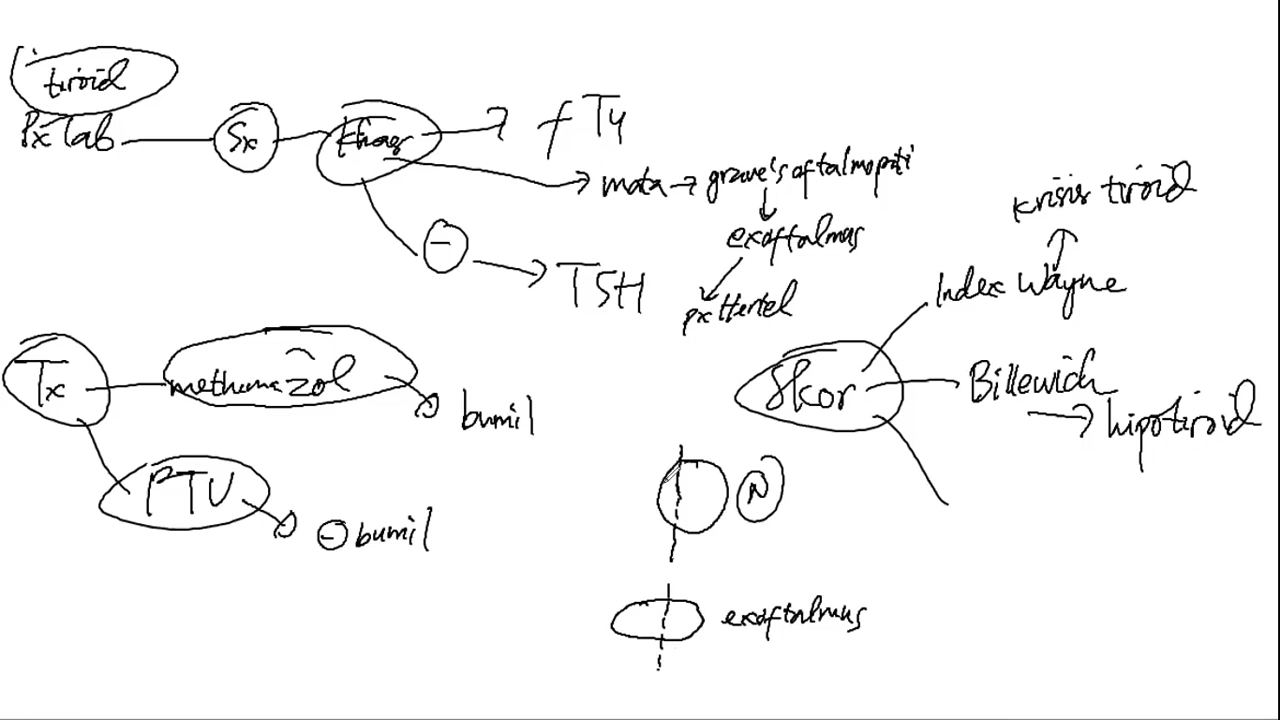 tiroid
Px Lab
Sx
Khas
fT4
mata → grave's oftalmopati
exoftalmus
px Hertel
⊖ → TSH
Krisis tiroid
Index Wayne
Skor
Billewich
→ hipotiroid
Tx
methimazol
bumil
PTU
⊖ bumil
N
exoftalmus